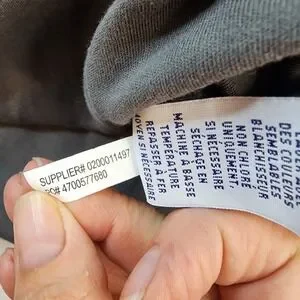 SUPPLIER# 0200011497
PO# 4700577680
DE COULEURS
SEMBLABLES
BLANCHISSEUR
NON CHLORÉ
UNIQUEMENT,
SI NÉCESSAIRE
SÉCHAGE EN
MACHINE À BASSE
TEMPÉRATURE
REPASSER À FER
MOYEN SI NÉCESSAIRE